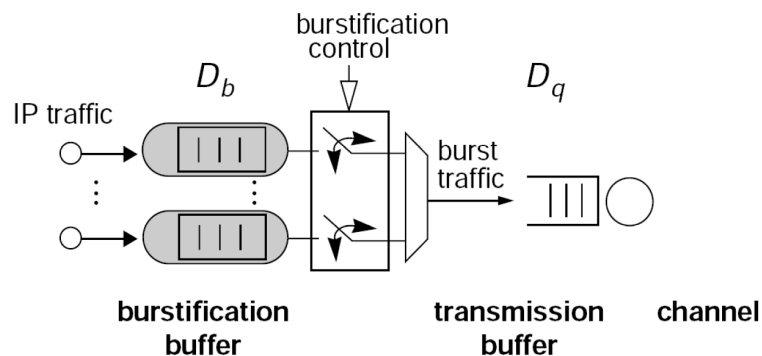 burstification
control
D_b
D_q
IP traffic
burst
traffic
burstification
buffer
transmission
buffer
channel